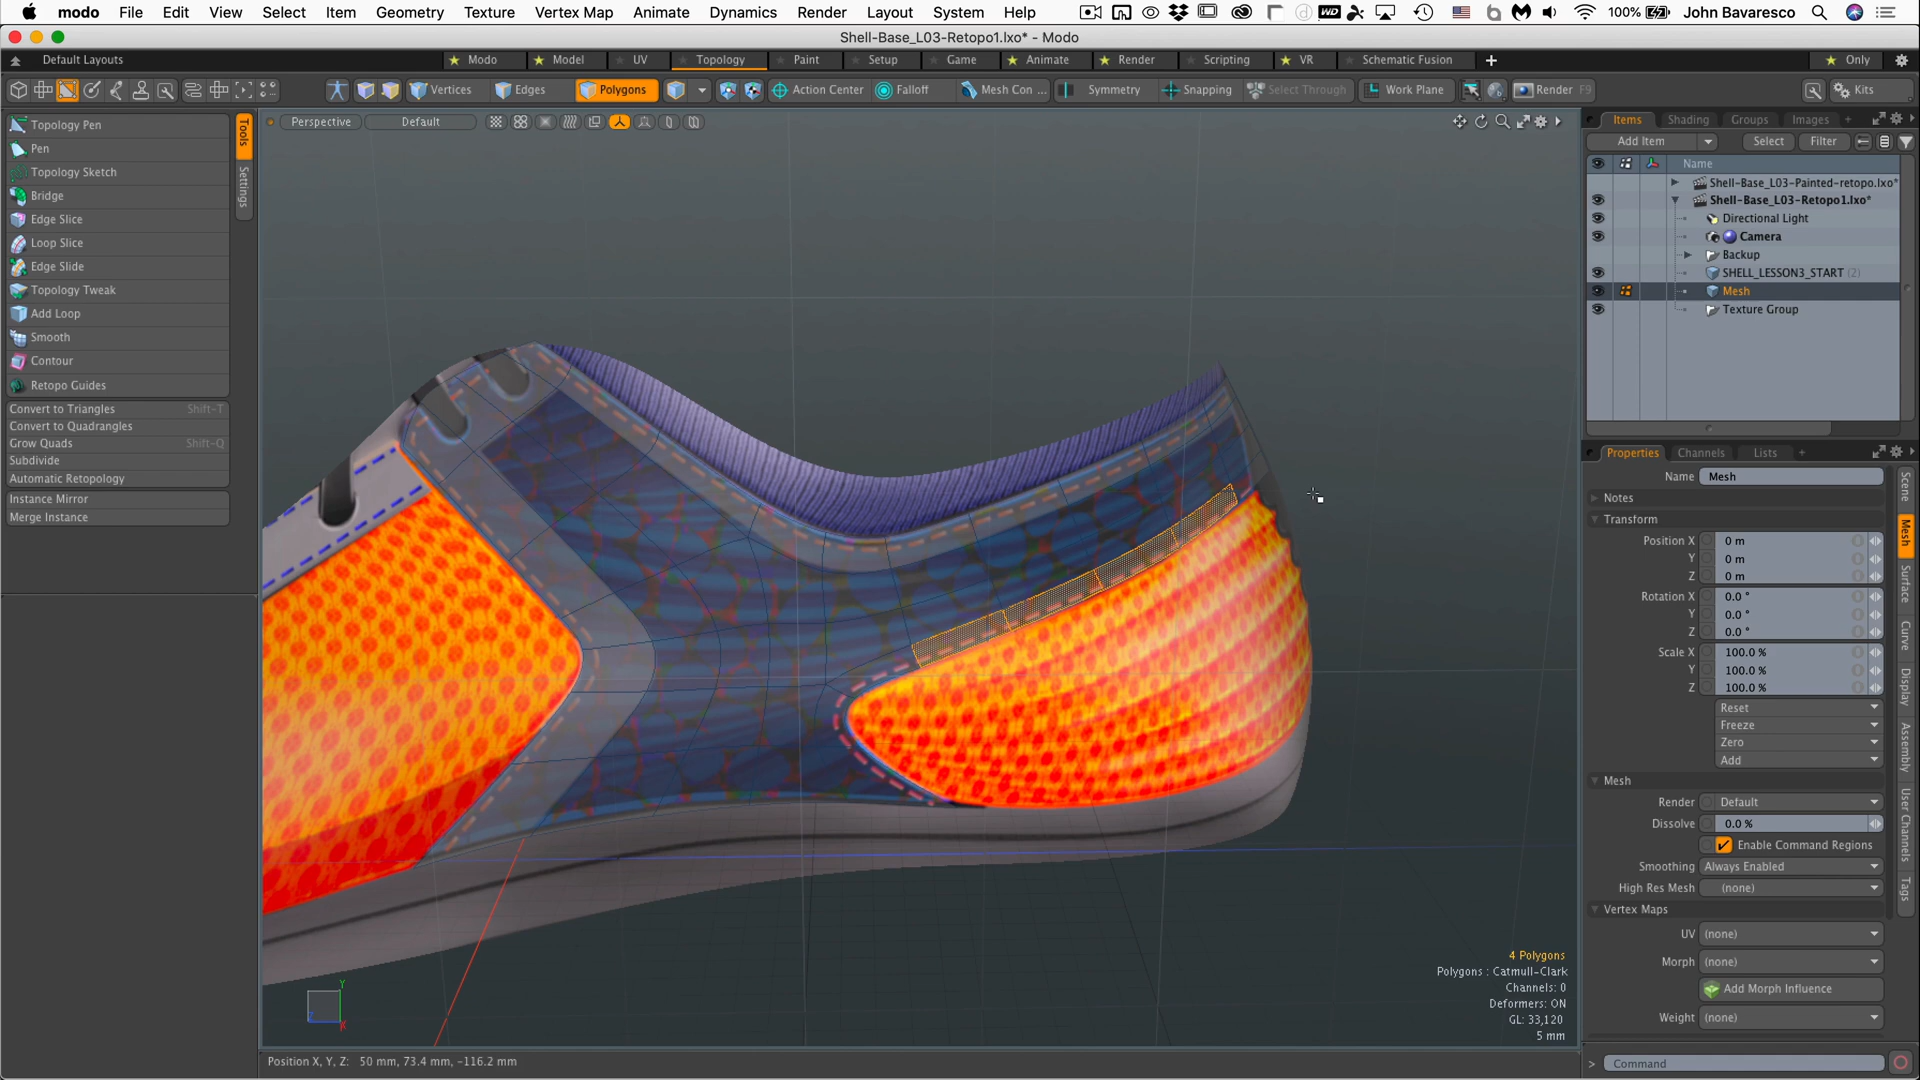 modo File Edit View Select Item Geometry Texture Vertex Map Animate Dynamics Render Layout System Help WD 100% John Bavaresco
Shell-Base_L03-Retopo1.lxo* - Modo
Default Layouts Modo Model UV Topology Paint Setup Game Animate Render Scripting VR Schematic Fusion Only
Vertices Edges Polygons Action Center Falloff Mesh Con ... Symmetry Snapping Select Through Work Plane Render F9 Kits
Topology Pen
Pen
Topology Sketch
Bridge
Edge Slice
Loop Slice
Edge Slide
Topology Tweak
Add Loop
Smooth
Contour
Retopo Guides
Convert to Triangles Shift-T
Convert to Quadrangles
Grow Quads Shift-Q
Subdivide
Automatic Retopology
Instance Mirror
Merge Instance
Tools
Settings
Perspective Default
Y
Z
X
4 Polygons
Polygons : Catmull-Clark
Channels: 0
Deformers: ON
GL: 33,120
5 mm
Position X, Y, Z: 50 mm, 73.4 mm, -116.2 mm
Items Shading Groups Images +
Add Item Select Filter
Name
Shell-Base_L03-Painted-retopo.lxo*
Shell-Base_L03-Retopo1.lxo*
Directional Light
Camera
Backup
SHELL_LESSON3_START (2)
Mesh
Texture Group
Properties Channels Lists +
Name Mesh
Notes
Transform
Position X 0 m
Y 0 m
Z 0 m
Rotation X 0.0 °
Y 0.0 °
Z 0.0 °
Scale X 100.0 %
Y 100.0 %
Z 100.0 %
Reset
Freeze
Zero
Add
Mesh
Render Default
Dissolve 0.0 %
Enable Command Regions
Smoothing Always Enabled
High Res Mesh (none)
Vertex Maps
UV (none)
Morph (none)
Add Morph Influence
Weight (none)
Scene
Mesh
Surface
Curve
Display
Assembly
User Channels
Tags
> Command